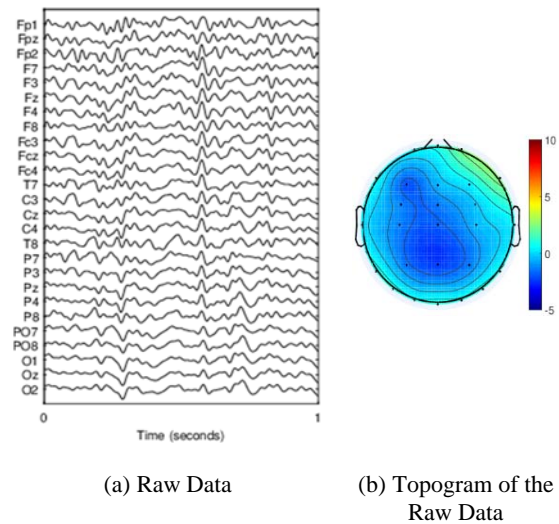 Fp1
Fpz
Fp2
F7
F3
Fz
F4
F8
Fc3
Fcz
Fc4
T7
C3
Cz
C4
T8
P7
P3
Pz
P4
P8
PO7
PO8
O1
Oz
O2
0
1
Time (seconds)
10
5
0
-5
(a) Raw Data
(b) Topogram of the
Raw Data